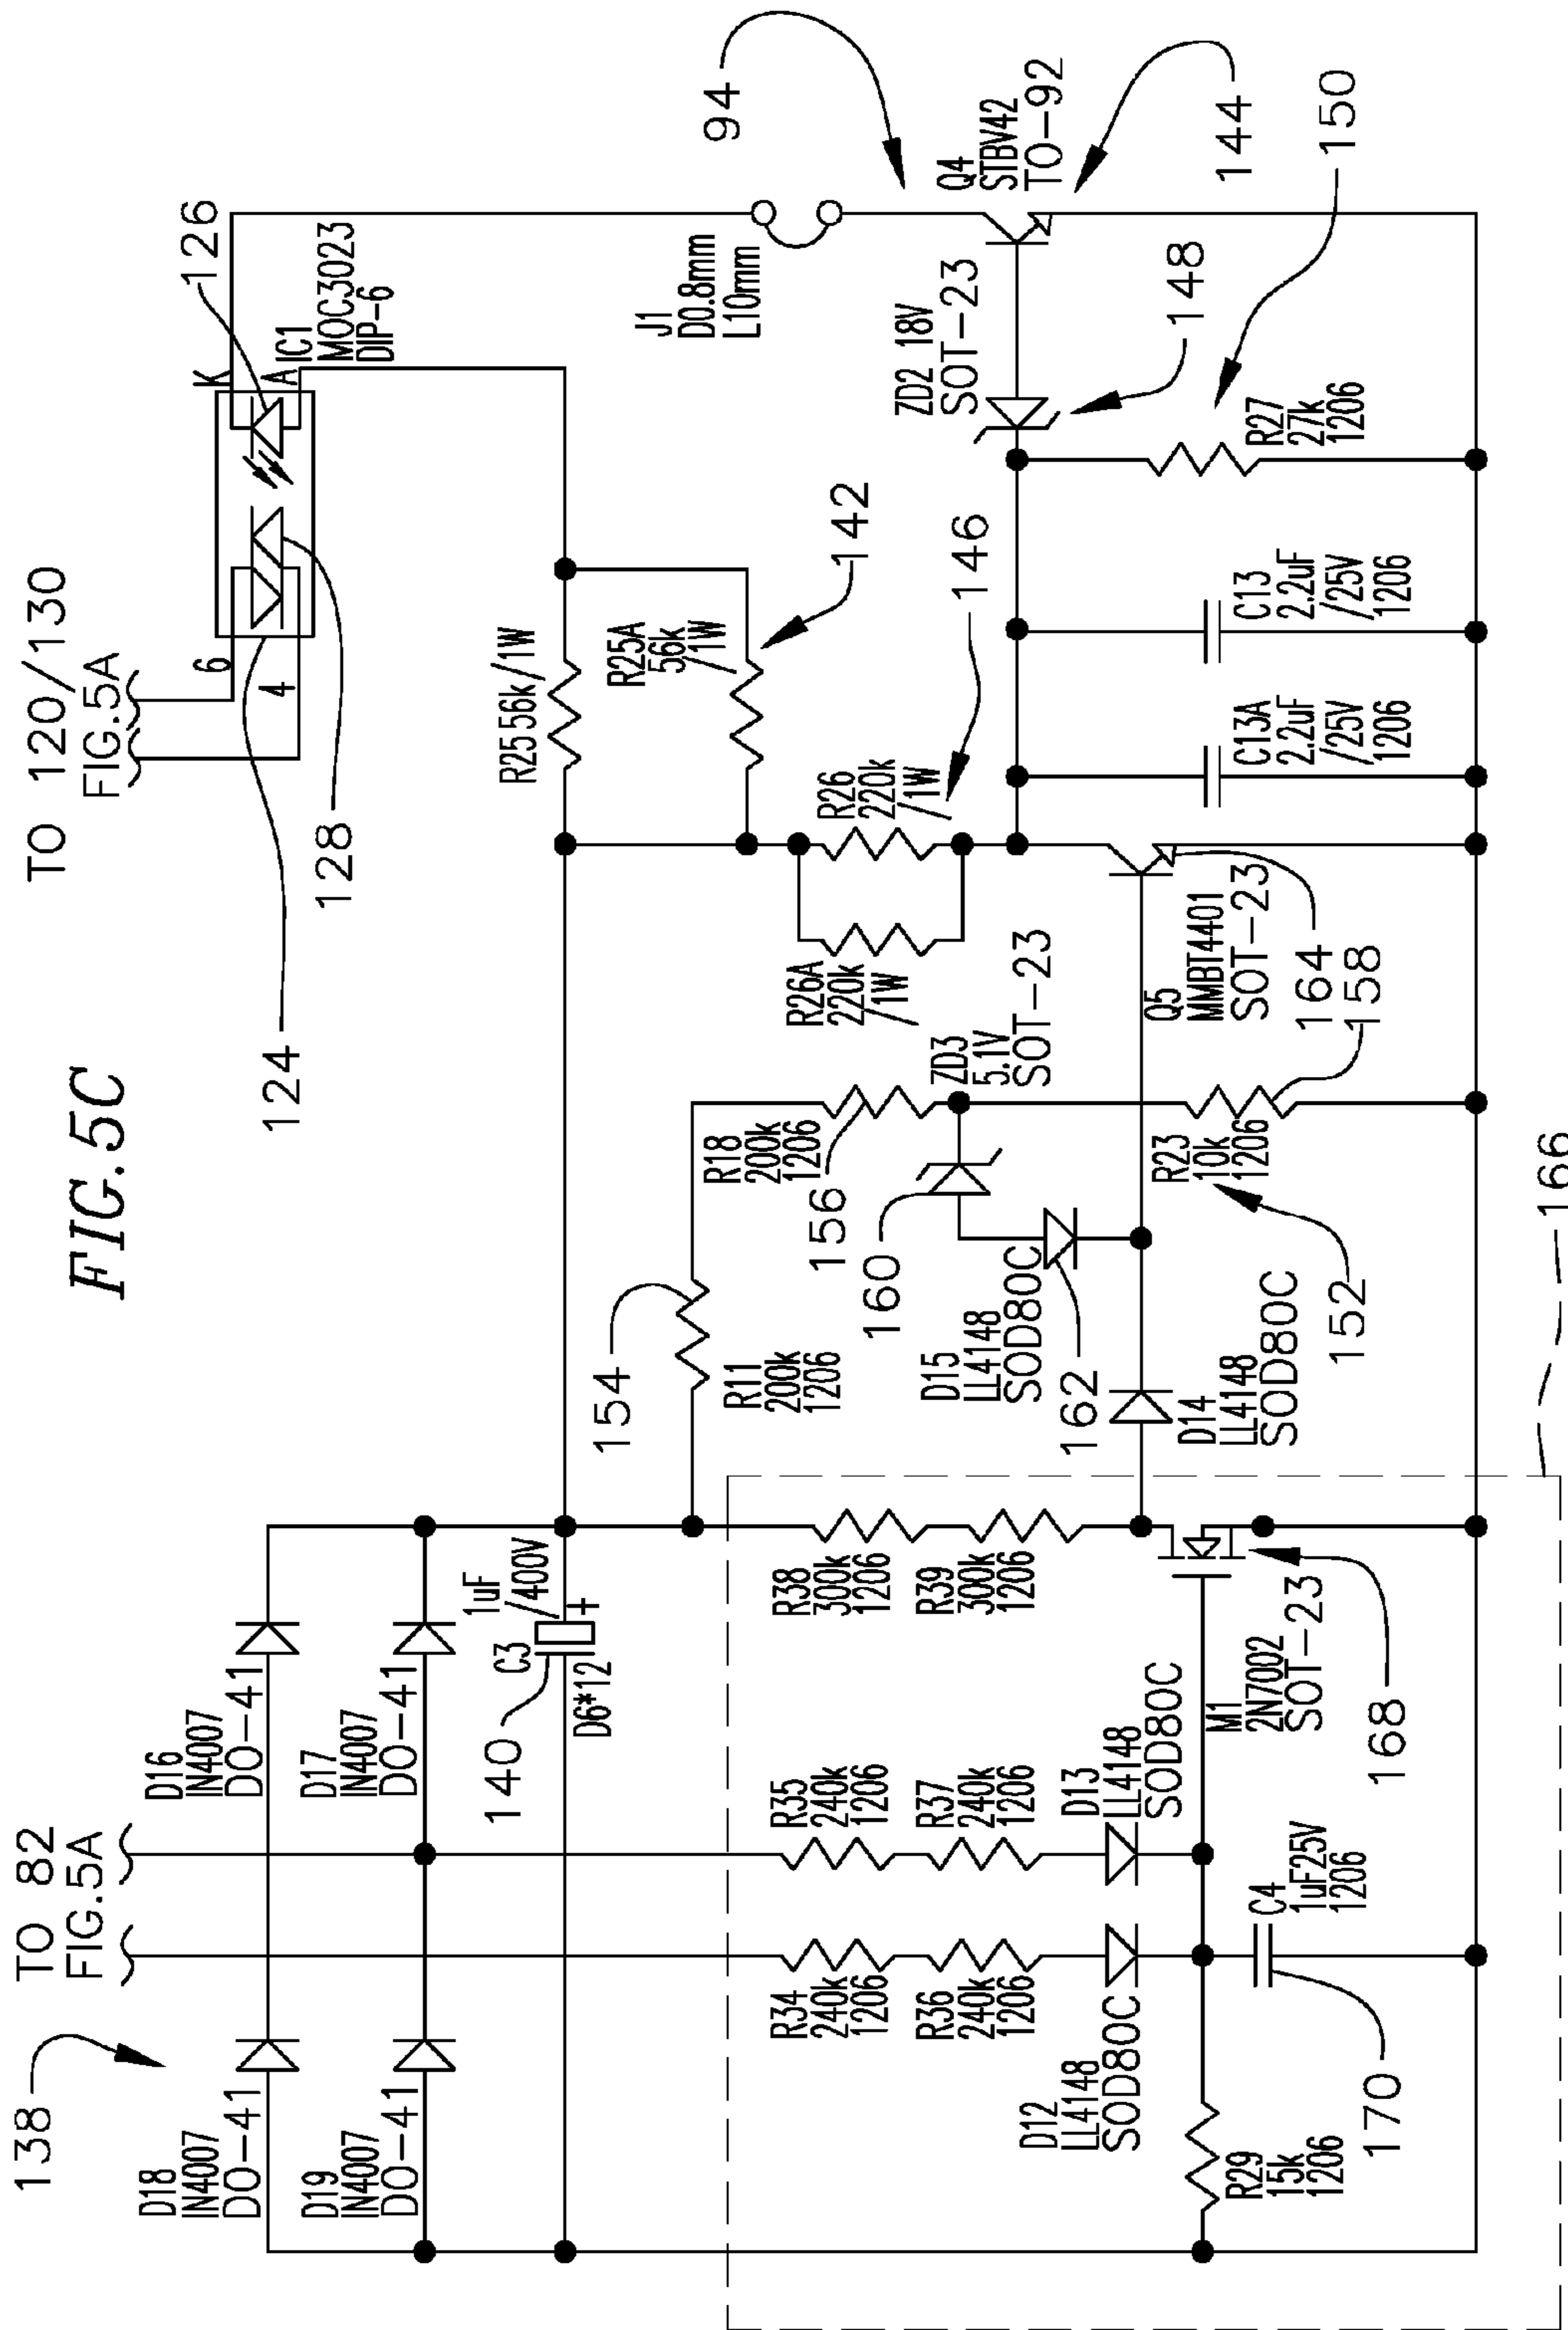 FIG.5C
TO 82
FIG.5A
138
D18
IN4007
DO-41
D19
IN4007
DO-41
D16
IN4007
DO-41
D17
IN4007
DO-41
140
C3
1uF
/400V
+
D6*12
R34
240k
1206
R35
240k
1206
R36
240k
1206
R37
240k
1206
D12
LL4148
SOD80C
D13
LL4148
SOD80C
R29
15k
1206
C4
1uF25V
1206
170
R38
300k
1206
R39
300k
1206
M1
2N7002
SOT-23
168
166
154
R11
200k
1206
R18
200k
1206
156
160
ZD3
5.1V
SOT-23
D15
LL4148
SOD80C
162
D14
LL4148
SOD80C
R23
10k
1206
152
158
164
Q5
MMBT4401
SOT-23
R26A
220k
/1W
R26
220k
/1W
146
R25 56k/1W
R25A
56k
/1W
142
C13A
2.2uF
/25V
1206
C13
2.2uF
/25V
1206
R27
27k
1206
150
ZD2 18V
SOT-23
148
Q4
STBV42
TO-92
144
94
J1
D0.8mm
L10mm
TO 120/130
FIG.5A
6
4
K
A
IC1
MOC3023
DIP-6
126
128
124